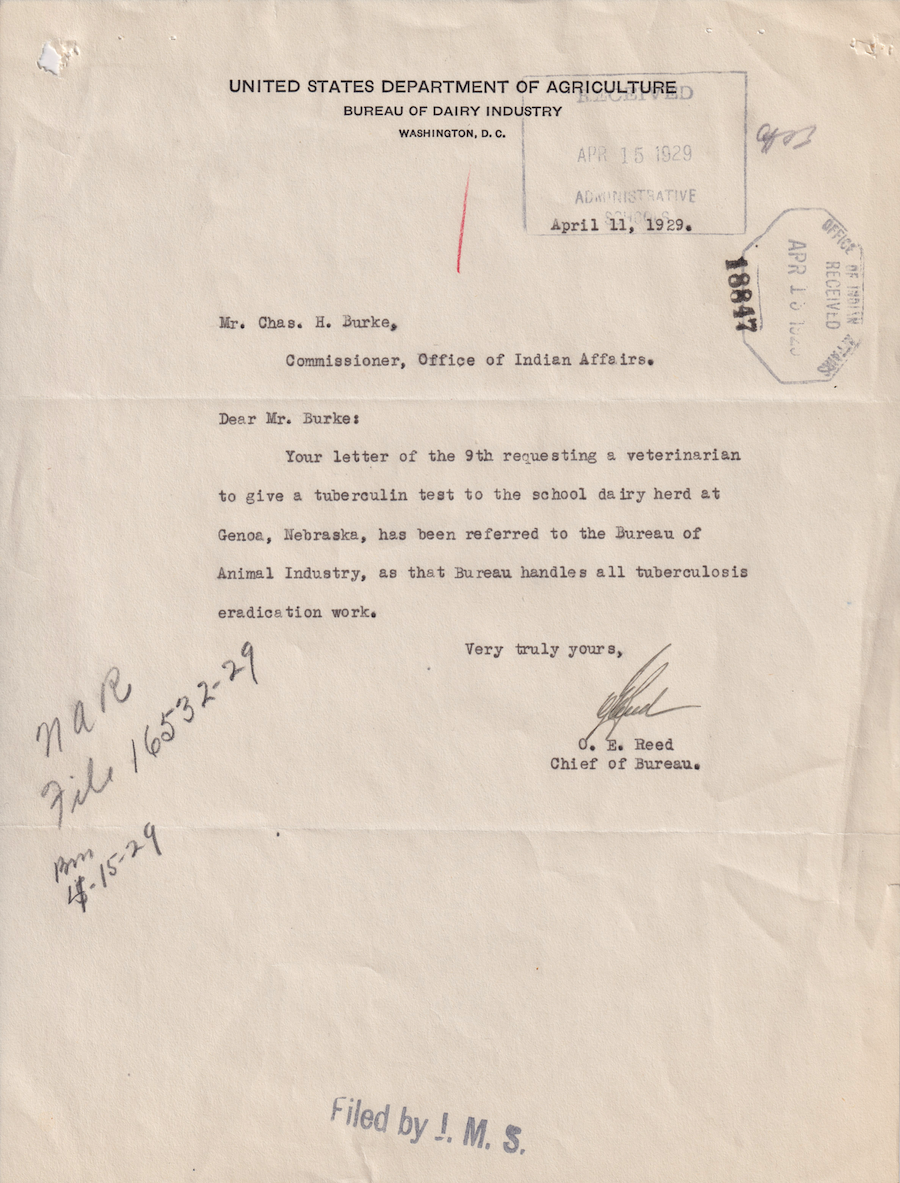 UNITED STATES DEPARTMENT OF AGRICULTURE
BUREAU OF DAIRY INDUSTRY
WASHINGTON, D. C.
RECEIVED
APR 15 1929
ADMINISTRATIVE
SCHOOLS
April 11, 1929.
OFFICE OF INDIAN AFFAIRS
RECEIVED
APR 1
18847
Mr. Chas. H. Burke,
Commissioner, Office of Indian Affairs.
Dear Mr. Burke:
Your letter of the 9th requesting a veterinarian
to give a tuberculin test to the school dairy herd at
Genoa, Nebraska, has been referred to the Bureau of
Animal Industry, as that Bureau handles all tuberculosis
eradication work.
Very truly yours,
O. E. Reed
Chief of Bureau.
NAR
File 16532-29
4-15-29
Filed by I. M. S.